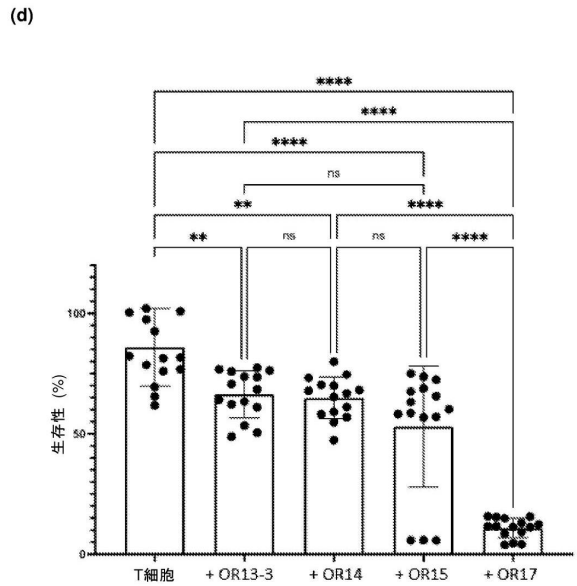 (d)
****
****
****
ns
**
****
**
ns
ns
****
100
50
0
生存性 (%)
T細胞
+ OR13-3
+ OR14
+ OR15
+ OR17